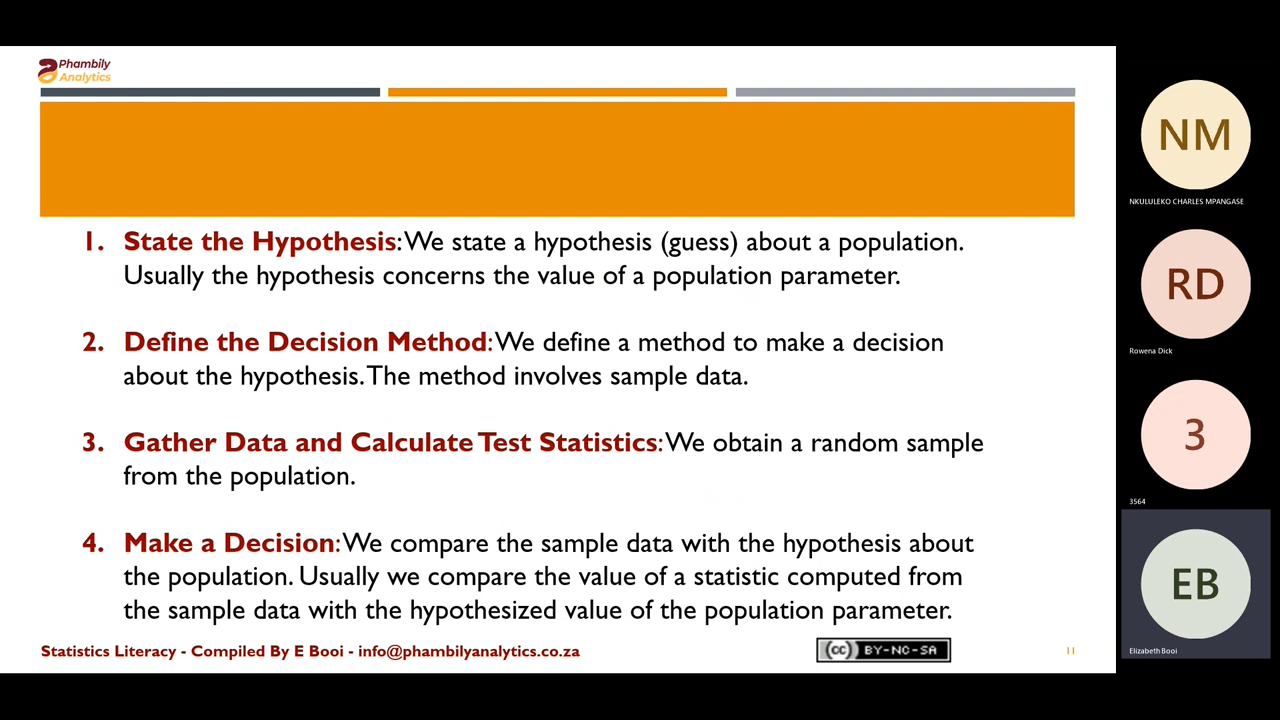 Phambily
Analytics
1. State the Hypothesis: We state a hypothesis (guess) about a population.
Usually the hypothesis concerns the value of a population parameter.
2. Define the Decision Method: We define a method to make a decision
about the hypothesis. The method involves sample data.
3. Gather Data and Calculate Test Statistics: We obtain a random sample
from the population.
4. Make a Decision: We compare the sample data with the hypothesis about
the population. Usually we compare the value of a statistic computed from
the sample data with the hypothesized value of the population parameter.
Statistics Literacy - Compiled By E Booi - info@phambilyanalytics.co.za
cc BY-NC-SA
11
NM
NKULULEKO CHARLES MPANGASE
RD
Rowena Dick
3
3564
EB
Elizabeth Booi